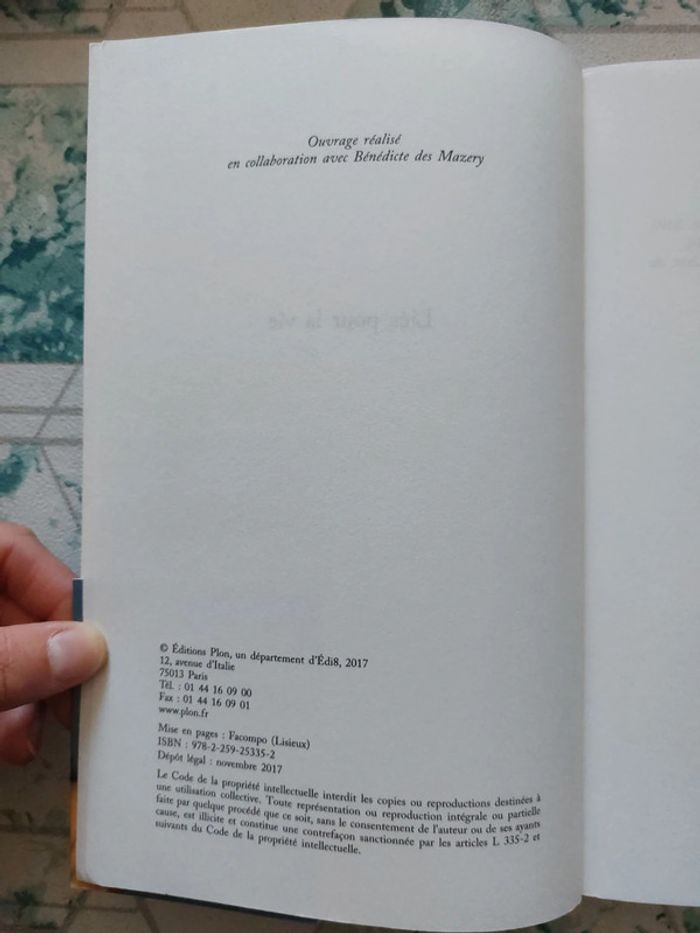 Ouvrage réalisé
en collaboration avec Bénédicte des Mazery
Liés pour la vie
© Éditions Plon, un département d'Édi8, 2017
12, avenue d'Italie
75013 Paris
Tél. : 01 44 16 09 00
Fax : 01 44 16 09 01
www.plon.fr
Mise en pages : Facompo (Lisieux)
ISBN : 978-2-259-25335-2
Dépôt légal : novembre 2017
Le Code de la propriété intellectuelle interdit les copies ou reproductions destinées à
une utilisation collective. Toute représentation ou reproduction intégrale ou partielle
faite par quelque procédé que ce soit, sans le consentement de l'auteur ou de ses ayants
cause, est illicite et constitue une contrefaçon sanctionnée par les articles L 335-2 et
suivants du Code de la propriété intellectuelle.